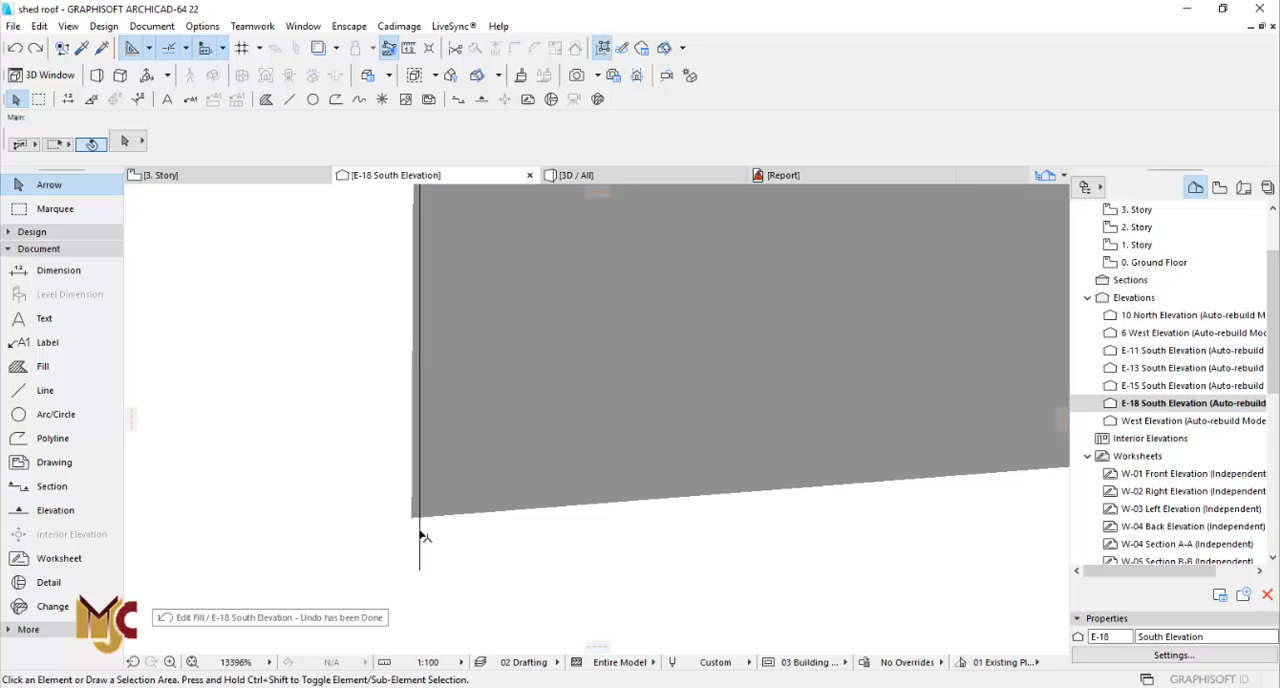 shed roof - GRAPHISOFT ARCHICAD-64 22
File Edit View Design Document Options Teamwork Window Enscape Cadimage LiveSync® Help
3D Window
Main:
[3. Story]
[E-18 South Elevation]
[3D / All]
[Report]
Arrow
Marquee
Design
Document
Dimension
Level Dimension
Text
Label
Fill
Line
Arc/Circle
Polyline
Drawing
Section
Elevation
Interior Elevation
Worksheet
Detail
Change
More
MJC
Edit Fill / E-18 South Elevation - Undo has been Done
3. Story
2. Story
1. Story
0. Ground Floor
Sections
Elevations
10 North Elevation (Auto-rebuild M
6 West Elevation (Auto-rebuild Mod
E-11 South Elevation (Auto-rebuild
E-13 South Elevation (Auto-rebuild
E-15 South Elevation (Auto-rebuild
E-18 South Elevation (Auto-rebuild
West Elevation (Auto-rebuild Mode
Interior Elevations
Worksheets
W-01 Front Elevation (Independent
W-02 Right Elevation (Independent
W-03 Left Elevation (Independent)
W-04 Back Elevation (Independent)
W-04 Section A-A (Independent)
W-05 Section B-B (Independent)
Properties
E-18 South Elevation
Settings...
13396% N/A 1:100 02 Drafting Entire Model Custom 03 Building ... No Overrides 01 Existing Pl...
Click an Element or Draw a Selection Area. Press and Hold Ctrl+Shift to Toggle Element/Sub-Element Selection.
GRAPHISOFT ID